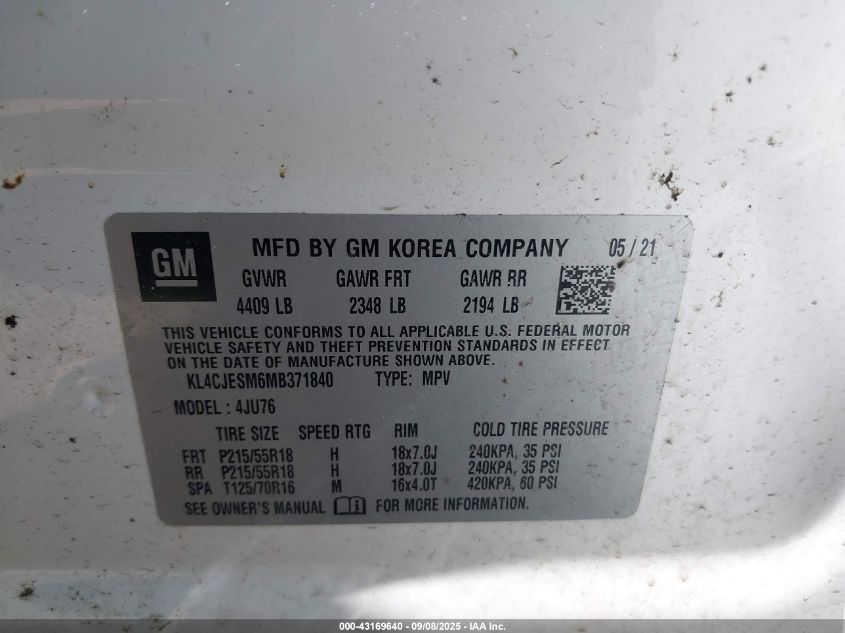 GM
MFD BY GM KOREA COMPANY 05 / 21
GVWR GAWR FRT GAWR RR
4409 LB 2348 LB 2194 LB
THIS VEHICLE CONFORMS TO ALL APPLICABLE U.S. FEDERAL MOTOR
VEHICLE SAFETY AND THEFT PREVENTION STANDARDS IN EFFECT
ON THE DATE OF MANUFACTURE SHOWN ABOVE.
KL4CJESM6MB371840 TYPE: MPV
MODEL : 4JU76
TIRE SIZE SPEED RTG RIM COLD TIRE PRESSURE
FRT P215/55R18 H 18x7.0J 240KPA, 35 PSI
RR P215/55R18 H 18x7.0J 240KPA, 35 PSI
SPA T125/70R16 M 16x4.0T 420KPA, 60 PSI
SEE OWNER'S MANUAL FOR MORE INFORMATION.
000-43169640 - 09/08/2025 - IAA Inc.